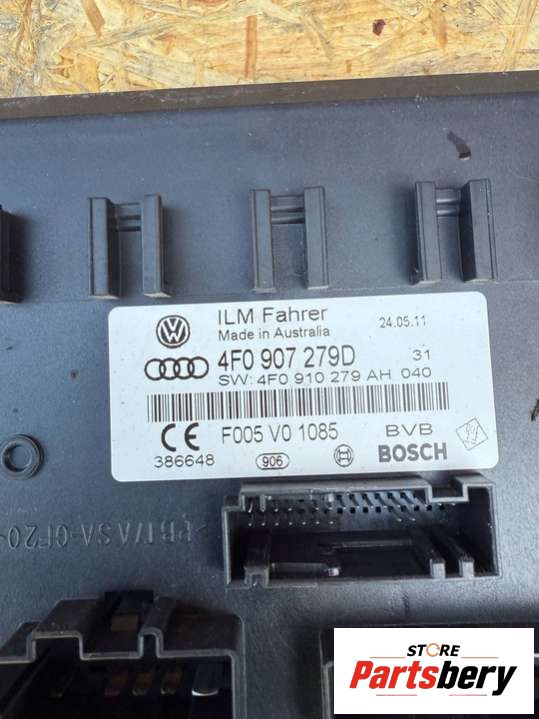 ILM Fahrer
Made in Australia
24.05.11
4F0 907 279D 31
SW: 4F0 910 279 AH 040
F005 V0 1085 BVB
CE
386648 906 BOSCH
STORE
Partsbery